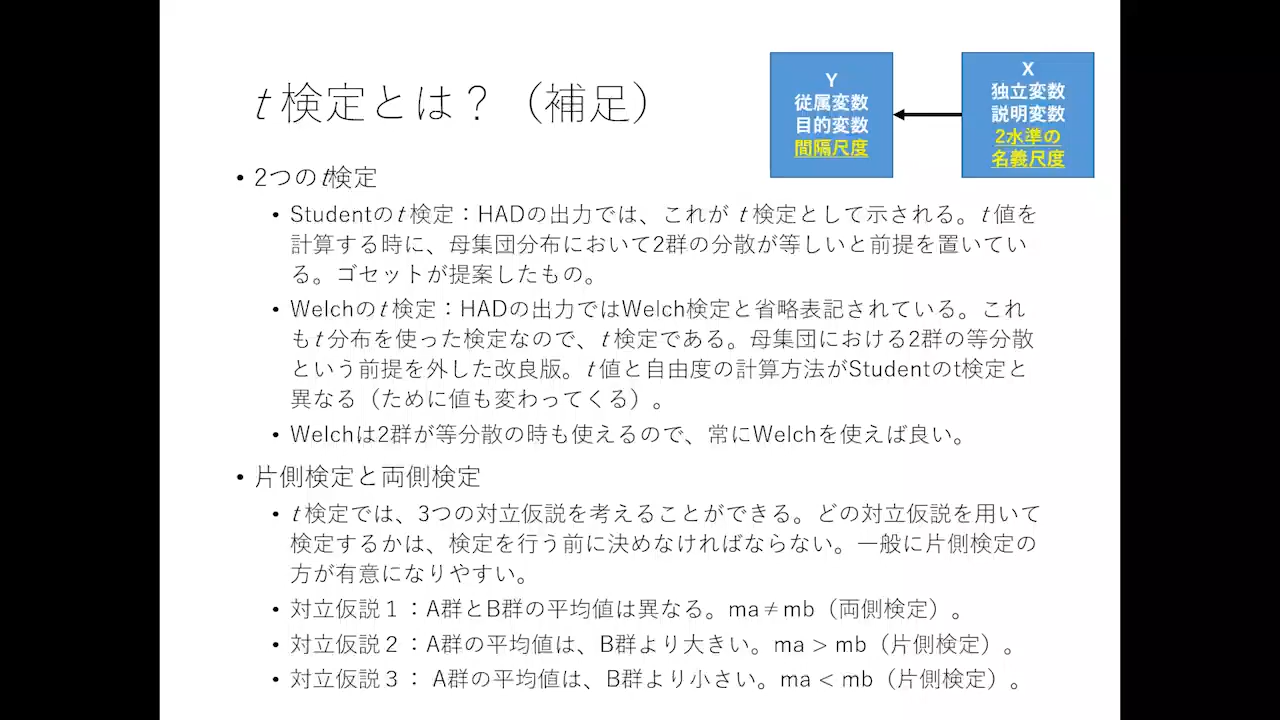 t 検定とは？（補足）
Y
従属変数
目的変数
間隔尺度
X
独立変数
説明変数
2水準の
名義尺度
• 2つのt検定
• Studentのt 検定：HADの出力では、これが t 検定として示される。t 値を
計算する時に、母集団分布において2群の分散が等しいと前提を置いてい
る。ゴセットが提案したもの。
• Welchのt 検定：HADの出力ではWelch検定と省略表記されている。これ
もt 分布を使った検定なので、t 検定である。母集団における2群の等分散
という前提を外した改良版。t 値と自由度の計算方法がStudentのt検定と
異なる（ために値も変わってくる）。
• Welchは2群が等分散の時も使えるので、常にWelchを使えば良い。
• 片側検定と両側検定
• t 検定では、3つの対立仮説を考えることができる。どの対立仮説を用いて
検定するかは、検定を行う前に決めなければならない。一般に片側検定の
方が有意になりやすい。
• 対立仮説１：A群とB群の平均値は異なる。ma≠mb（両側検定）。
• 対立仮説２：A群の平均値は、B群より大きい。ma > mb（片側検定）。
• 対立仮説３： A群の平均値は、B群より小さい。ma < mb（片側検定）。